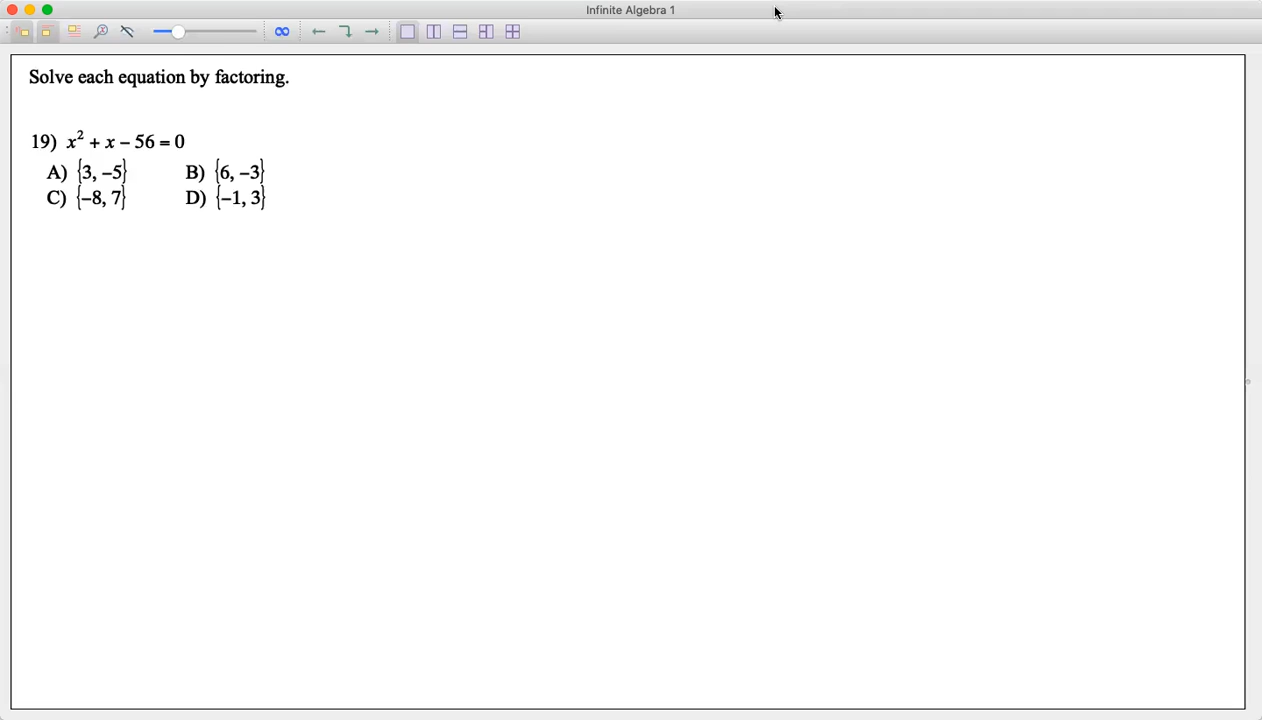 Infinite Algebra 1
Solve each equation by factoring.
19) x² + x − 56 = 0
A) {3, −5} B) {6, −3}
C) {−8, 7} D) {−1, 3}